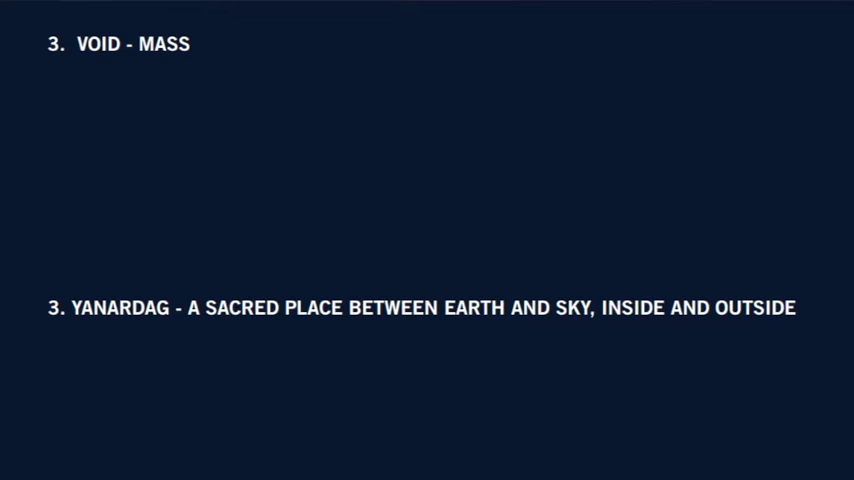 3. VOID - MASS
3. YANARDAG - A SACRED PLACE BETWEEN EARTH AND SKY, INSIDE AND OUTSIDE